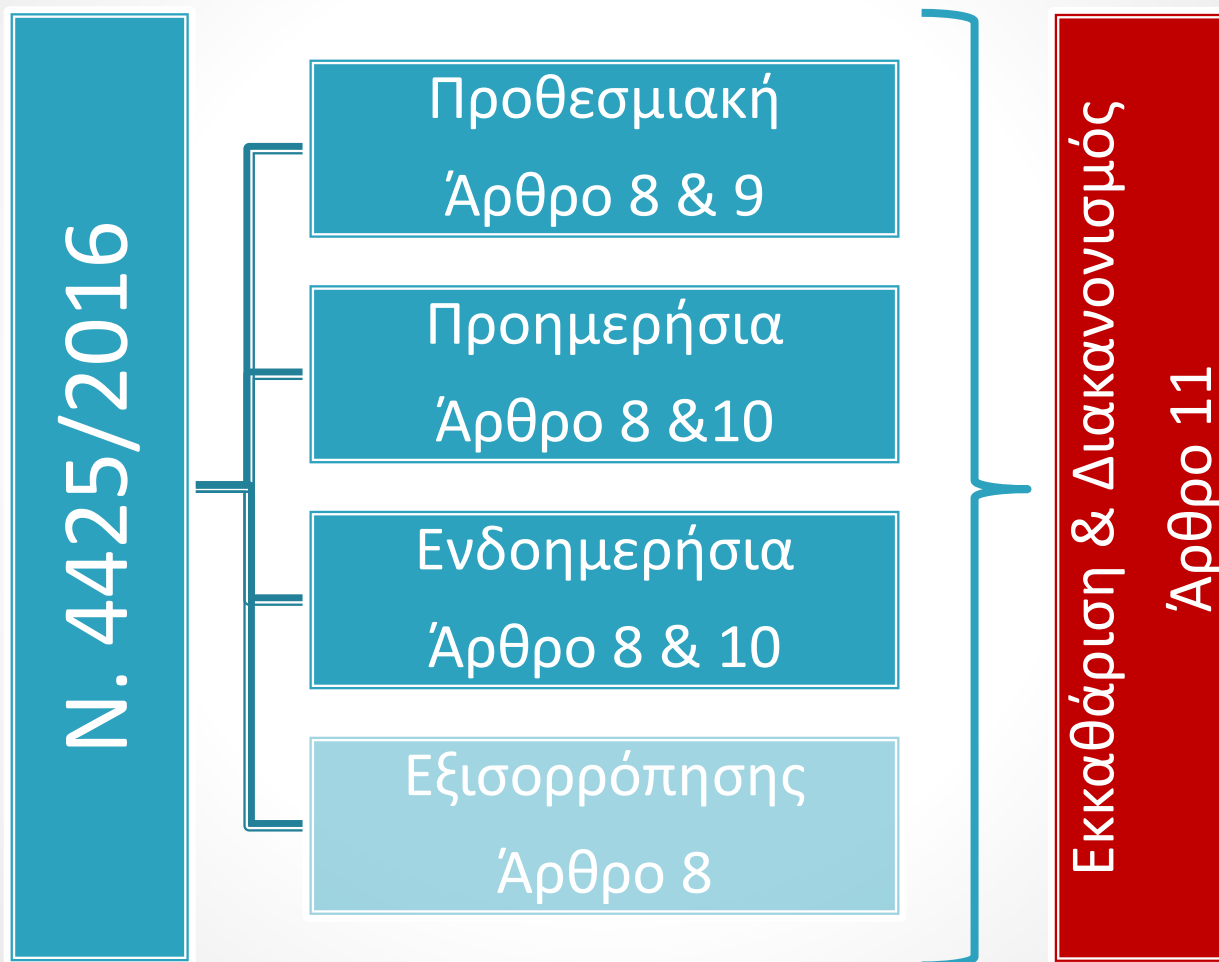 Ν. 4425/2016
Προθεσμιακή
Άρθρο 8 & 9
Προημερήσια
Άρθρο 8 &10
Ενδοημερήσια
Άρθρο 8 & 10
Εξισορρόπησης
Άρθρο 8
Εκκαθάριση & Διακανονισμός
Άρθρο 11